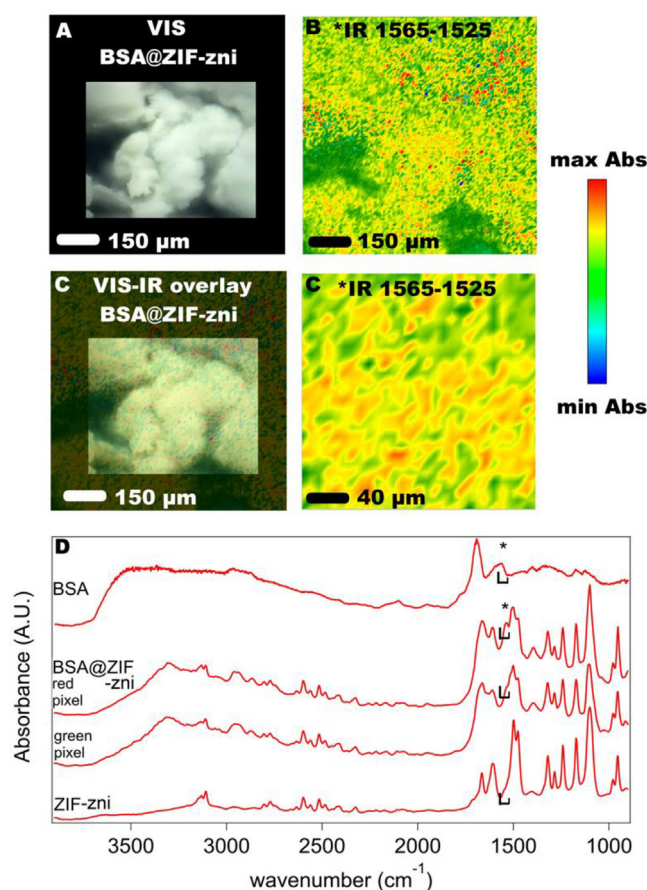 A
VIS
BSA@ZIF-zni
150 µm
B
*IR 1565-1525
150 µm
max Abs
min Abs
C
VIS-IR overlay
BSA@ZIF-zni
150 µm
C
*IR 1565-1525
40 µm
D
*
BSA
*
BSA@ZIF
-zni
red
pixel
green
pixel
ZIF-zni
Absorbance (A.U.)
3500 3000 2500 2000 1500 1000
wavenumber (cm⁻¹)